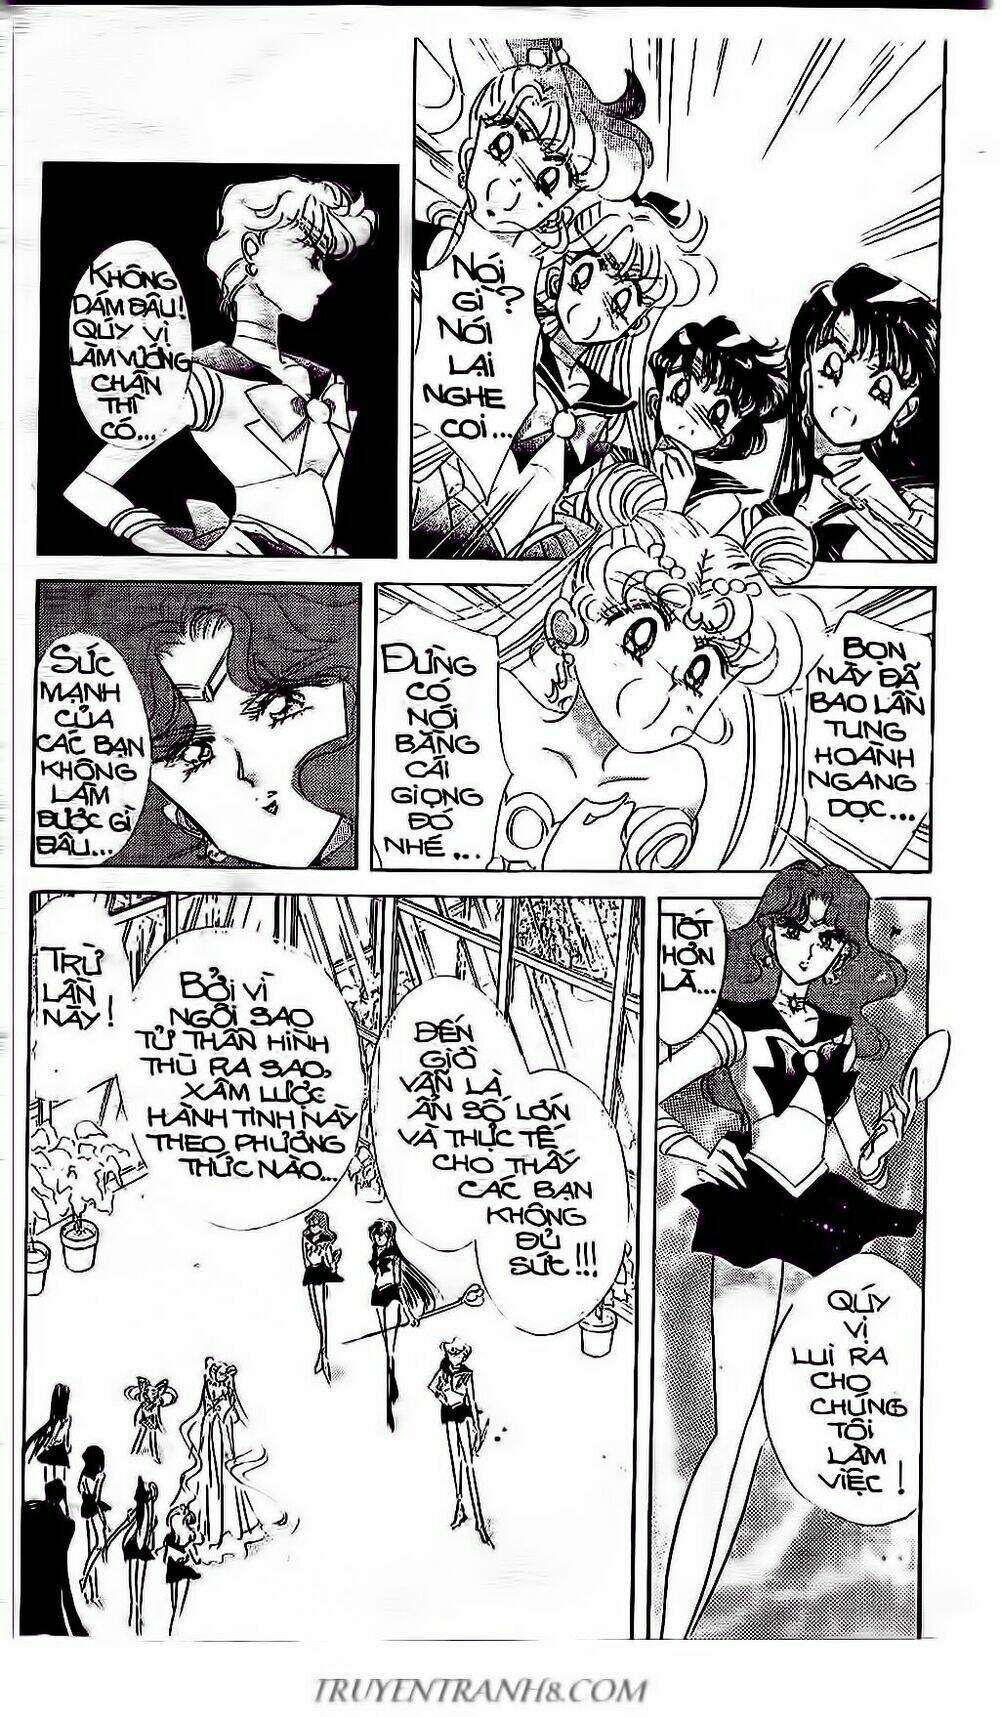 NÓI
GÌ?
NÓI
LẠI
NGHE
COI...
KHÔNG
DÁM ĐÂU!
QÚY VỊ
LÀM VƯỚNG
CHÂN
THÌ
CÓ...
BỌN
NÀY ĐÃ
BAO LẦN
TUNG
HOÀNH
NGANG
DỌC...
ĐỪNG
CÓ
NÓI
BẰNG
CÁI
GIỌNG
ĐÓ
NHÉ...
SỨC
MẠNH
CỦA
CÁC BẠN
KHÔNG
LÀM
ĐƯỢC GÌ
ĐÂU...
TỐT
HƠN
LÀ...
QÚY
VỊ
LUI RA
CHO
CHÚNG
TÔI
LÀM
VIỆC!
BỞI VÌ
NGÔI SAO
TỬ THẦN HÌNH
THÙ RA SAO,
XÂM LƯỢC
HÀNH TINH NÀY
THEO PHƯƠNG
THỨC NÀO...
ĐẾN
GIỜ
VẪN LÀ
ẨN SỐ LỚN
VÀ THỰC TẾ
CHO THẤY
CÁC BẠN
KHÔNG
ĐỦ
SỨC!!!
TRỪ
LẦN
NÀY!
TRUYENTRANH8.COM